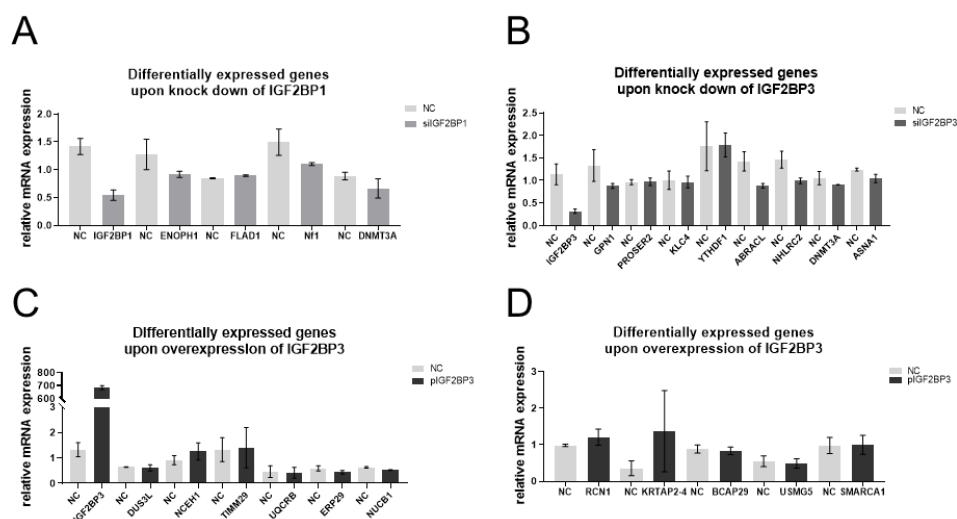 A
Differentially expressed genes
upon knock down of IGF2BP1
NC
siIGF2BP1
relative mRNA expression
2.0
1.5
1.0
0.5
0.0
NC IGF2BP1 NC ENOPH1 NC FLAD1 NC Nf1 NC DNMT3A
B
Differentially expressed genes
upon knock down of IGF2BP3
NC
siIGF2BP3
relative mRNA expression
2.5
2.0
1.5
1.0
0.5
0.0
NC IGF2BP3 NC GPN1 NC PROSER2 NC KLC4 NC YTHDF1 NC ABRACL NC NHLRC2 NC DNMT3A NC ASNA1
C
Differentially expressed genes
upon overexpression of IGF2BP3
NC
pIGF2BP3
relative mRNA expression
800
700
600
3
2
1
0
NC IGF2BP3 NC DUS3L NC NCEH1 NC TIMM29 NC UQCRB NC ERP29 NC NUCB1
D
Differentially expressed genes
upon overexpression of IGF2BP3
NC
pIGF2BP3
relative mRNA expression
3
2
1
0
NC RCN1 NC KRTAP2-4 NC BCAP29 NC USMG5 NC SMARCA1